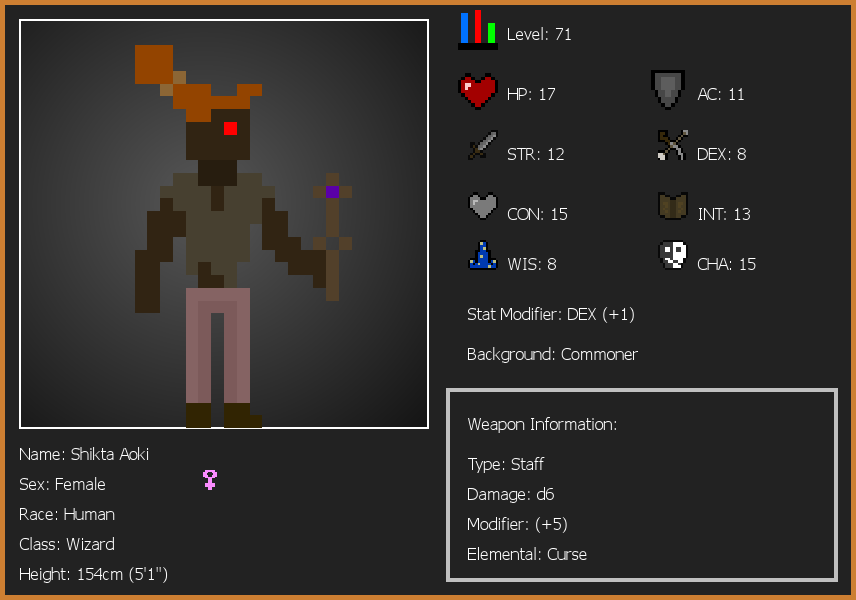 Level: 71
HP: 17
AC: 11
STR: 12
DEX: 8
CON: 15
INT: 13
WIS: 8
CHA: 15
Stat Modifier: DEX (+1)
Background: Commoner
Weapon Information:
Type: Staff
Damage: d6
Modifier: (+5)
Elemental: Curse
Name: Shikta Aoki
Sex: Female
Race: Human
Class: Wizard
Height: 154cm (5'1")